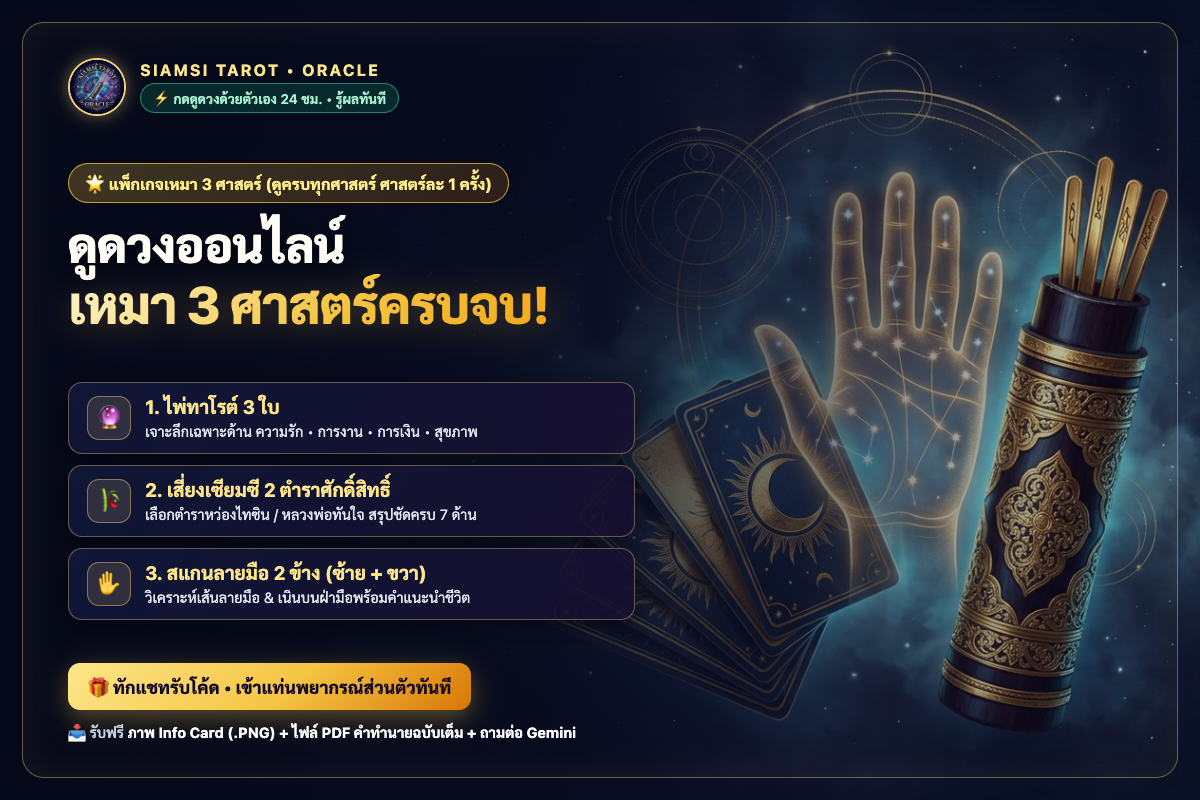 SIAMSI TAROT • ORACLE
⚡ กดดูดวงด้วยตัวเอง 24 ชม. • รู้ผลทันที
🌟 แพ็กเกจเหมา 3 ศาสตร์ (ดูครบทุกศาสตร์ ศาสตร์ละ 1 ครั้ง)
ดูดวงออนไลน์
เหมา 3 ศาสตร์ครบจบ!
1. ไพ่ทาโรต์ 3 ใบ
เจาะลึกเฉพาะด้าน ความรัก • การงาน • การเงิน • สุขภาพ
2. เสี่ยงเซียมซี 2 ตำราศักดิ์สิทธิ์
เลือกตำราหว่องไทซิน / หลวงพ่อทันใจ สรุปชัดครบ 7 ด้าน
3. สแกนลายมือ 2 ข้าง (ซ้าย + ขวา)
วิเคราะห์เส้นลายมือ & เนินบนฝ่ามือพร้อมคำแนะนำชีวิต
🎁 ทักแชทรับโค้ด • เข้าแท่นพยากรณ์ส่วนตัวทันที
📥 รับฟรี ภาพ Info Card (.PNG) + ไฟล์ PDF คำทำนายฉบับเต็ม + ถามต่อ Gemini